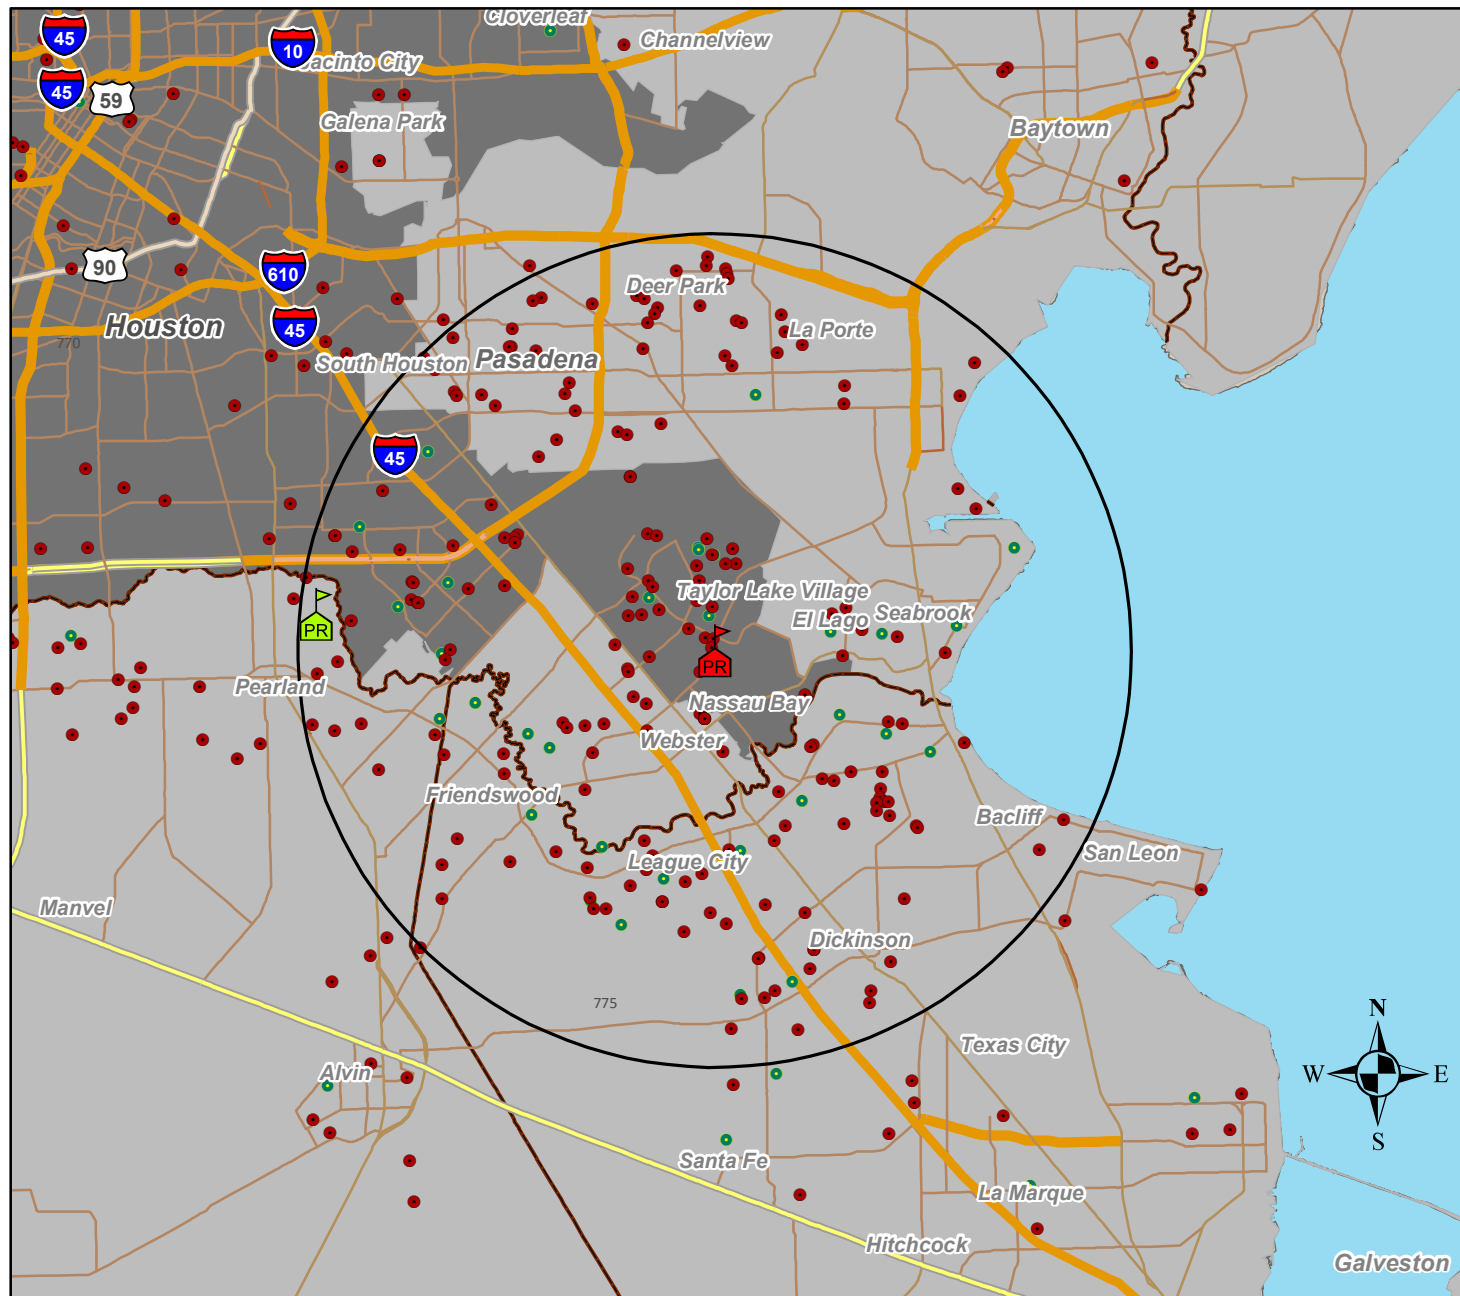 Cloverleaf
45
10
Channelview
Jacinto City
45
59
Galena Park
Baytown
90
610
Deer Park
45
Houston
La Porte
770
South Houston
Pasadena
45
Taylor Lake Village
El Lago
Seabrook
PR
PR
Pearland
Nassau Bay
Webster
Friendswood
Bacliff
San Leon
League City
Manvel
Dickinson
775
N
Texas City
Alvin
W
E
S
Santa Fe
La Marque
Hitchcock
Galveston